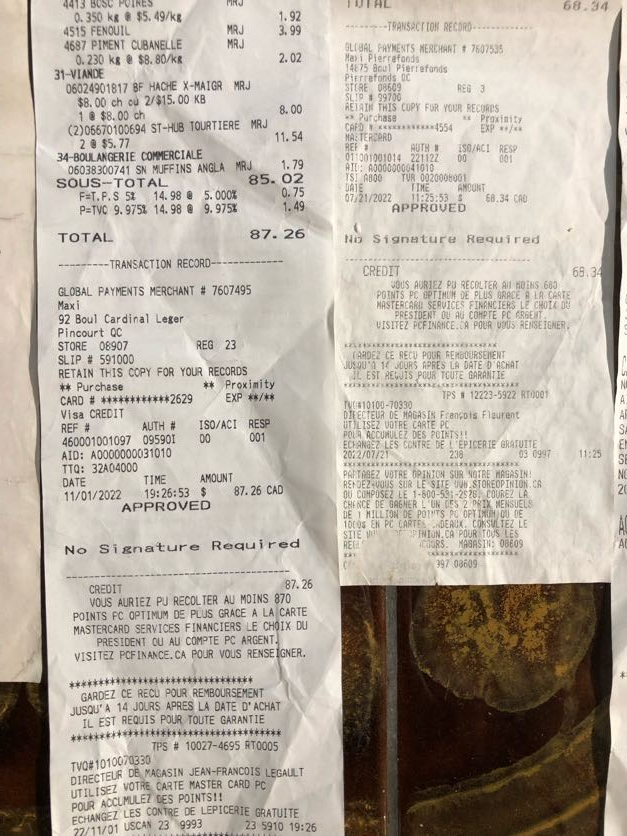 4413 BOSC POIRES MRJ
0.350 kg @ $5.49/kg 1.92
4515 FENOUIL MRJ 3.99
4687 PIMENT CUBANELLE MRJ
0.230 kg @ $8.80/kg 2.02
31-VIANDE
06024901817 BF HACHE X-MAIGR MRJ
$8.00 ch ou 2/$15.00 KB
1 @ $8.00 ch 8.00
(2)06670100694 ST-HUB TOURTIERE MRJ
2 @ $5.77 11.54
34-BOULANGERIE COMMERCIALE
06038300741 SN MUFFINS ANGLA MRJ 1.79
SOUS-TOTAL 85.02
F=T.P.S 5% 14.98 @ 5.000% 0.75
P=TVQ 9.975% 14.98 @ 9.975% 1.49
TOTAL 87.26
---------TRANSACTION RECORD-------------
GLOBAL PAYMENTS MERCHANT # 7607495
Maxi
92 Boul Cardinal Leger
Pincourt QC
STORE 08907 REG 23
SLIP # 591000
RETAIN THIS COPY FOR YOUR RECORDS
** Purchase ** Proximity
CARD # ************2629 EXP **/**
Visa CREDIT
REF # AUTH # ISO/ACI RESP
460001001097 09590I 00 001
AID: A0000000031010
TTQ: 32A04000
DATE TIME AMOUNT
11/01/2022 19:26:53 $ 87.26 CAD
APPROVED
No Signature Required
CREDIT 87.26
VOUS AURIEZ PU RECOLTER AU MOINS 870
POINTS PC OPTIMUM DE PLUS GRACE A LA CARTE
MASTERCARD SERVICES FINANCIERS LE CHOIX DU
PRESIDENT OU AU COMPTE PC ARGENT.
VISITEZ PCFINANCE.CA POUR VOUS RENSEIGNER.
********************************
GARDEZ CE RECU POUR REMBOURSEMENT
JUSQU'A 14 JOURS APRES LA DATE D'ACHAT
IL EST REQUIS POUR TOUTE GARANTIE
********************************
TPS # 10027-4695 RT0005
TVQ#1010070330
DIRECTEUR DE MAGASIN JEAN-FRANCOIS LEGAULT
UTILISEZ VOTRE CARTE MASTER CARD PC
POUR ACCUMULEZ DES POINTS!!
ECHANGEZ LES CONTRE DE LEPICERIE GRATUITE
22/11/01 USCAN 23 9993 23 5910 19:26
TOTAL 68.34
---------TRANSACTION RECORD-------------
GLOBAL PAYMENTS MERCHANT # 7607535
Maxi Pierrefonds
14875 Boul Pierrefonds
Pierrefonds QC
STORE 08609 REG 3
SLIP # 99700
RETAIN THIS COPY FOR YOUR RECORDS
** Purchase ** Proximity
CARD # ************4554 EXP **/**
MASTERCARD
REF # AUTH # ISO/ACI RESP
011001001014 22112Z 00 001
AID: A0000000041010
TSI A800 TVR 0020008001
DATE TIME AMOUNT
07/21/2022 11:25:53 $ 68.34 CAD
APPROVED
No Signature Required
CREDIT 68.34
VOUS AURIEZ PU RECOLTER AU MOINS 680
POINTS PC OPTIMUM DE PLUS GRACE A LA CARTE
MASTERCARD SERVICES FINANCIERS LE CHOIX DU
PRESIDENT OU AU COMPTE PC ARGENT.
VISITEZ PCFINANCE.CA POUR VOUS RENSEIGNER.
GARDEZ CE RECU POUR REMBOURSEMENT
JUSQU'A 14 JOURS APRES LA DATE D'ACHAT
IL EST REQUIS POUR TOUTE GARANTIE
TPS # 12223-5922 RT0001
TVQ#10100-70330
DIRECTEUR DE MAGASIN François Flaurent
UTILISEZ VOTRE CARTE PC
POUR ACCUMULEZ DES POINTS!!
ECHANGEZ LES CONTRE DE L'EPICERIE GRATUITE
2022/07/21 238 03 0997 11:25
PARTAGEZ VOTRE OPINION SUR NOTRE MAGASIN!
RENDEZ-VOUS SUR LE SITE WWW.STOREOPINION.CA
OU COMPOSEZ LE 1-800-531-2878. COUREZ LA
CHANCE DE GAGNER L'UN DES 2 PRIX MENSUELS
DE 1 MILLION DE POINTS PC OPTIMUM OU DE
1000$ EN PC CARTES CADEAUX. CONSULTEZ LE
SITE OPINION.CA POUR TOUS LES
MAGASIN: 08609
397 08609